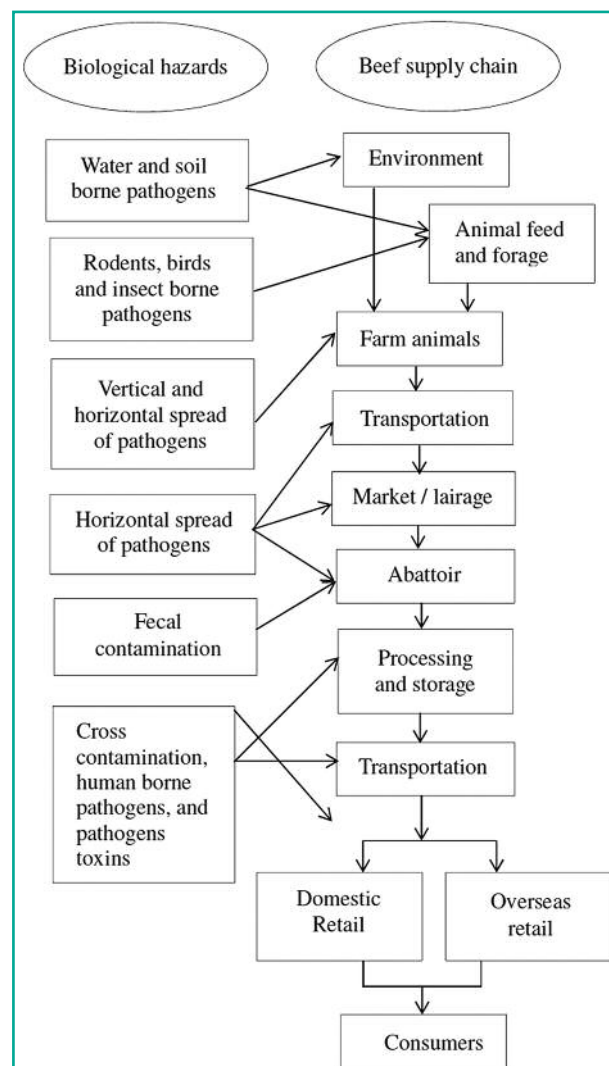 Biological hazards
Beef supply chain
Water and soil
borne pathogens
Environment
Animal feed
and forage
Rodents, birds
and insect borne
pathogens
Farm animals
Vertical and
horizontal spread
of pathogens
Transportation
Market / lairage
Horizontal spread
of pathogens
Abattoir
Fecal
contamination
Processing
and storage
Cross
contamination,
human borne
pathogens, and
pathogens
toxins
Transportation
Domestic
Retail
Overseas
retail
Consumers